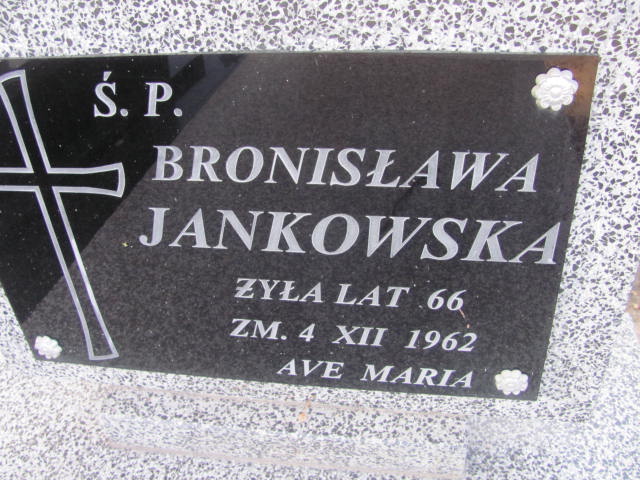 Ś. P.
BRONISŁAWA
JANKOWSKA
ŻYŁA LAT 66
ZM. 4 XII 1962
AVE MARIA